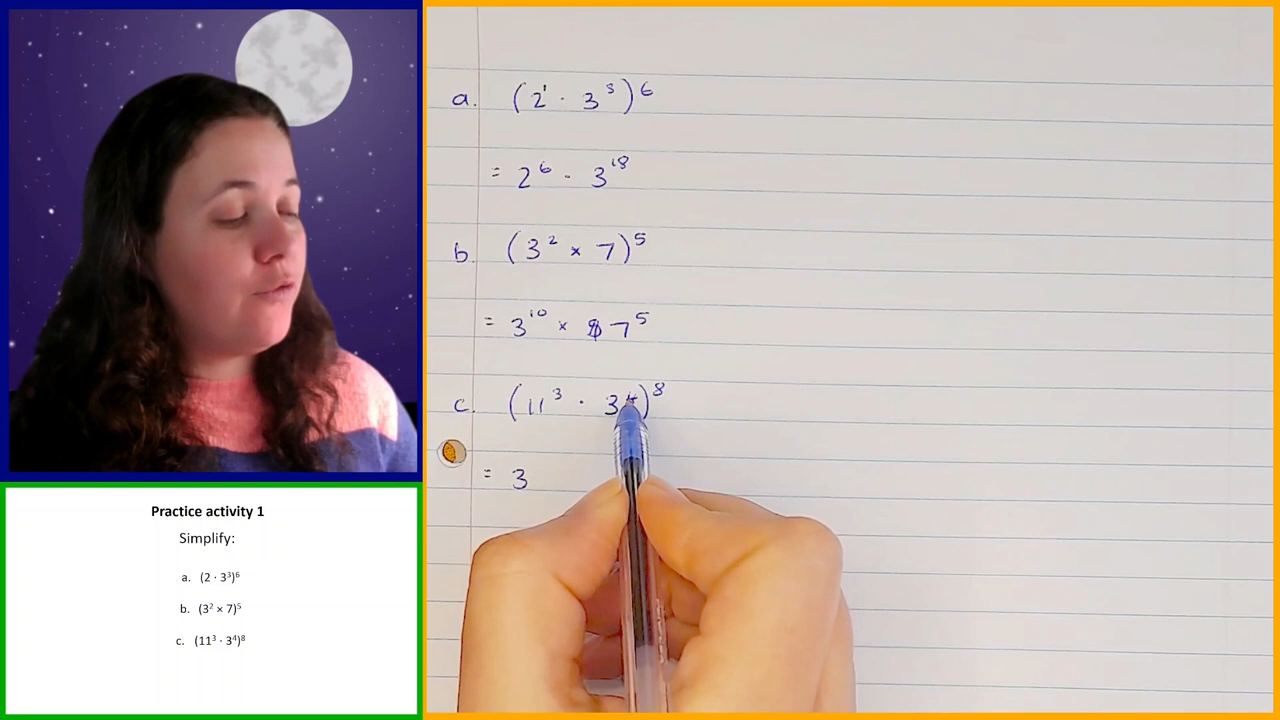 a. (2¹ · 3³)⁶
= 2⁶ · 3¹⁸
b. (3² × 7)⁵
= 3¹⁰ × 7⁵
c. (11³ · 3⁴)⁸
= 3
Practice activity 1
Simplify:
a. (2 · 3³)⁶
b. (3² × 7)⁵
c. (11³ · 3⁴)⁸